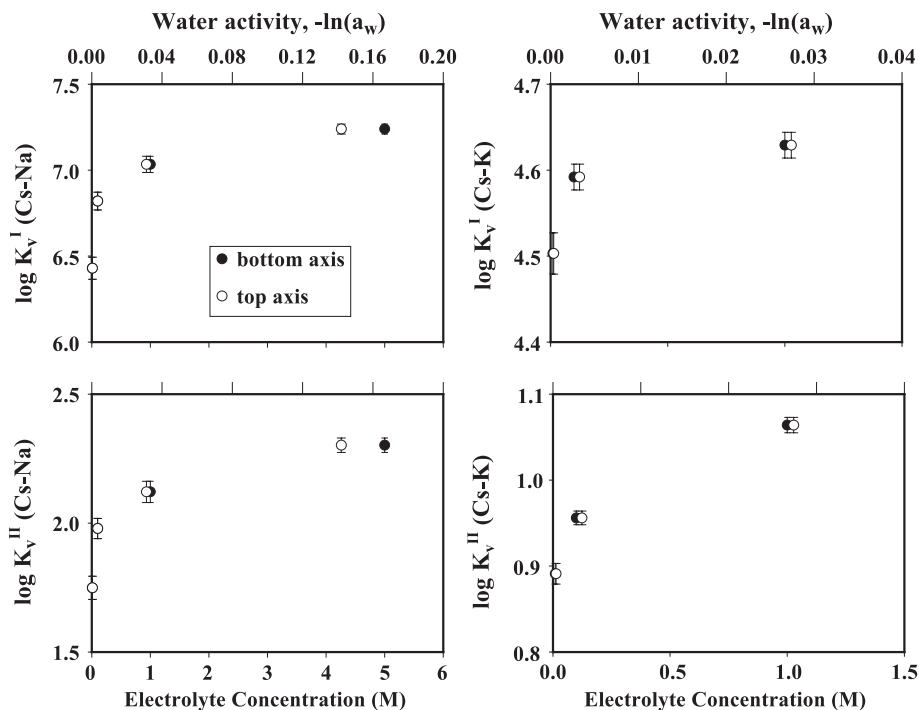 Water activity, -ln(a_w)
0.00 0.04 0.08 0.12 0.16 0.20
7.5
7.0
6.5
6.0
log K_v^I (Cs-Na)
bottom axis
top axis
Water activity, -ln(a_w)
0.00 0.01 0.02 0.03 0.04
4.7
4.6
4.5
4.4
log K_v^I (Cs-K)
2.5
2.0
1.5
log K_v^II (Cs-Na)
0 1 2 3 4 5 6
Electrolyte Concentration (M)
1.1
1.0
0.9
0.8
log K_v^II (Cs-K)
0.0 0.5 1.0 1.5
Electrolyte Concentration (M)